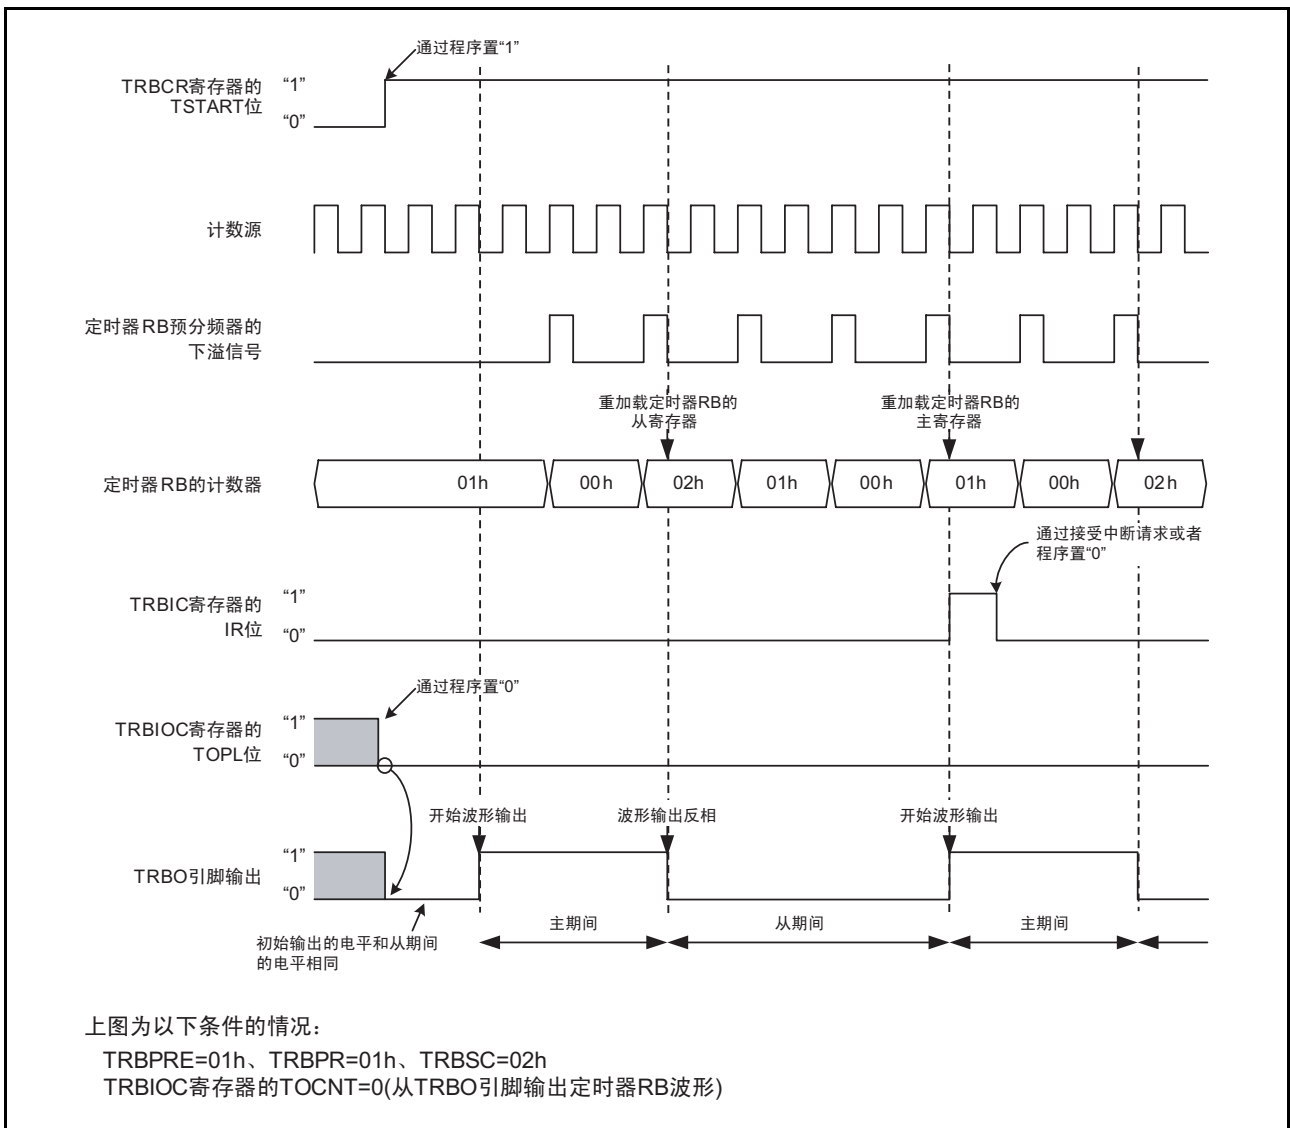 通过程序置“1”
TRBCR寄存器的
TSTART位
“1”
“0”
计数源
定时器RB预分频器的
下溢信号
重加载定时器RB的
从寄存器
重加载定时器RB的
主寄存器
定时器RB的计数器
01h
00h
02h
01h
00h
01h
00h
02h
通过接受中断请求或者
程序置“0”
TRBIC寄存器的
IR位
“1”
“0”
通过程序置“0”
TRBIOC寄存器的
TOPL位
“1”
“0”
开始波形输出
波形输出反相
开始波形输出
TRBO引脚输出
“1”
“0”
主期间
从期间
主期间
初始输出的电平和从期间
的电平相同
上图为以下条件的情况：
TRBPRE=01h、TRBPR=01h、TRBSC=02h
TRBIOC寄存器的TOCNT=0(从TRBO引脚输出定时器RB波形)